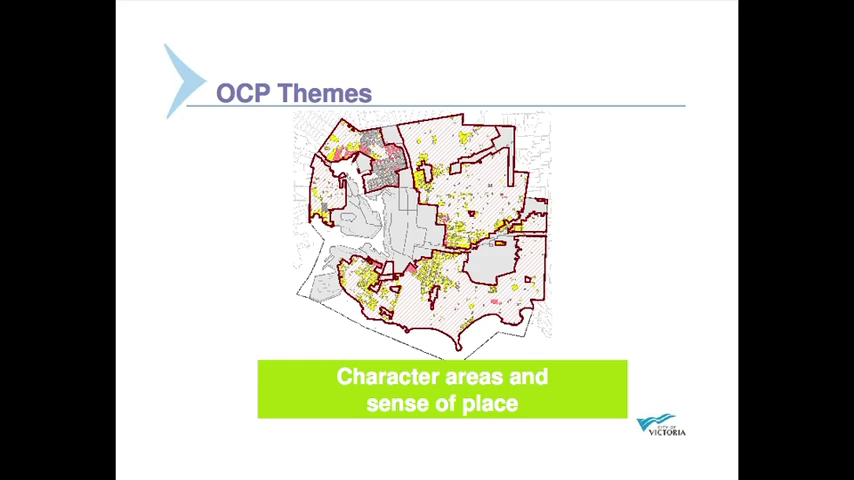 OCP Themes
Character areas and
sense of place
CITY OF
VICTORIA